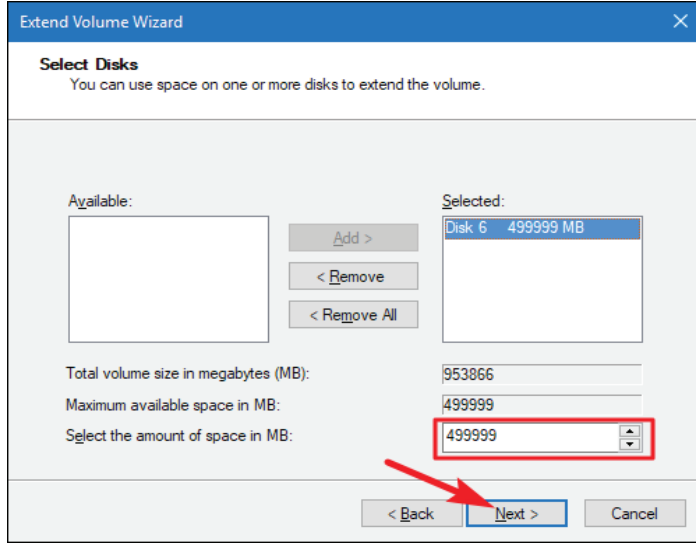 Extend Volume Wizard
Select Disks
You can use space on one or more disks to extend the volume.
Available:
Selected:
Disk 6 499999 MB
Add >
< Remove
< Remove All
Total volume size in megabytes (MB): 953866
Maximum available space in MB: 499999
Select the amount of space in MB: 499999
< Back Next > Cancel